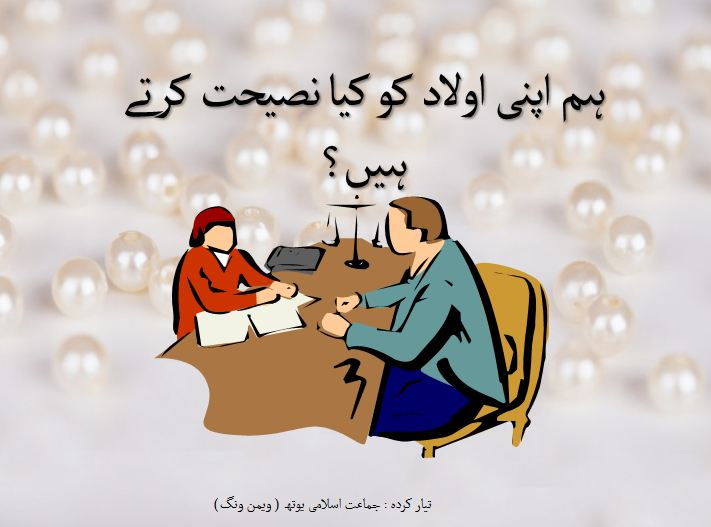 ہم اپنی اولاد کو کیا نصیحت کرتے
ہیں؟
تیار کردہ : جماعت اسلامی یوتھ ( ویمن ونگ )